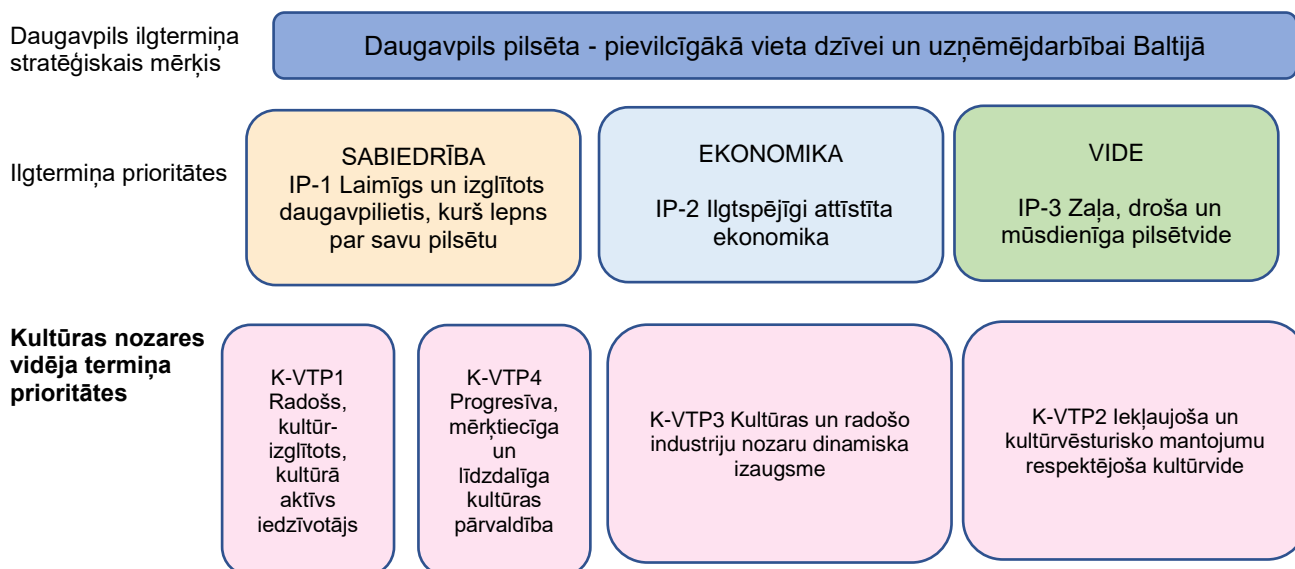 Daugavpils ilgtermiņa
stratēģiskais mērķis
Daugavpils pilsēta - pievilcīgākā vieta dzīvei un uzņēmējdarbībai Baltijā
Ilgtermiņa prioritātes
SABIEDRĪBA
IP-1 Laimīgs un izglītots
daugavpilietis, kurš lepns
par savu pilsētu
EKONOMIKA
IP-2 Ilgtspējīgi attīstīta
ekonomika
VIDE
IP-3 Zaļa, droša un
mūsdienīga pilsētvide
Kultūras nozares
vidēja termiņa
prioritātes
K-VTP1
Radošs,
kultūr-
izglītots,
kultūrā
aktīvs
iedzīvotājs
K-VTP4
Progresīva,
mērķtiecīga
un
līdzdalīga
kultūras
pārvaldība
K-VTP3 Kultūras un radošo
industriju nozaru dinamiska
izaugsme
K-VTP2 Iekļaujoša un
kultūrvēsturisko mantojumu
respektējoša kultūrvide